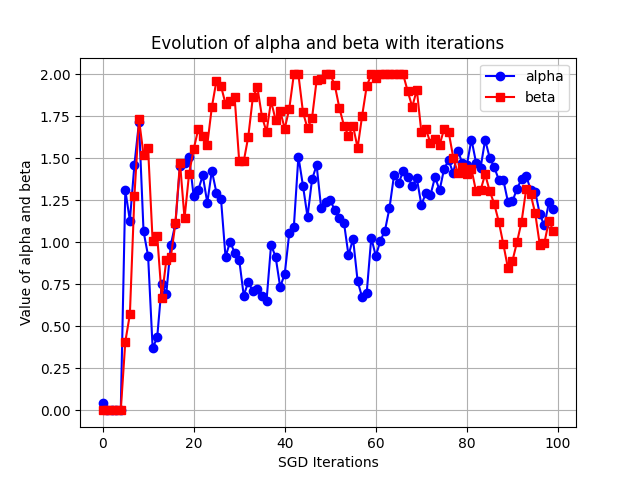 Evolution of alpha and beta with iterations
alpha
beta
Value of alpha and beta
2.00
1.75
1.50
1.25
1.00
0.75
0.50
0.25
0.00
0 20 40 60 80 100
SGD Iterations